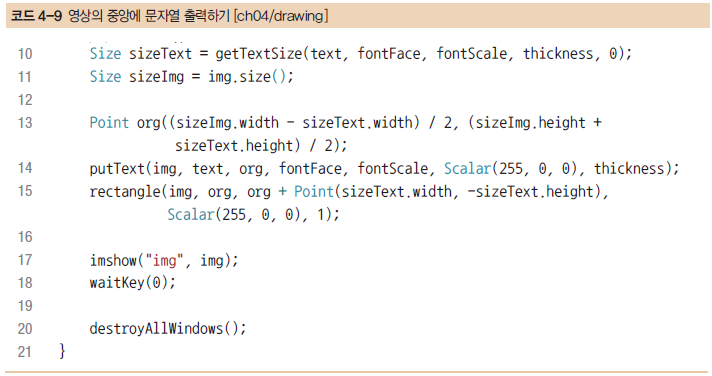 코드 4-9 영상의 중앙에 문자열 출력하기 [ch04/drawing]
10 Size sizeText = getTextSize(text, fontFace, fontScale, thickness, 0);
11 Size sizeImg = img.size();
12
13 Point org((sizeImg.width - sizeText.width) / 2, (sizeImg.height +
sizeText.height) / 2);
14 putText(img, text, org, fontFace, fontScale, Scalar(255, 0, 0), thickness);
15 rectangle(img, org, org + Point(sizeText.width, -sizeText.height),
Scalar(255, 0, 0), 1);
16
17 imshow("img", img);
18 waitKey(0);
19
20 destroyAllWindows();
21 }